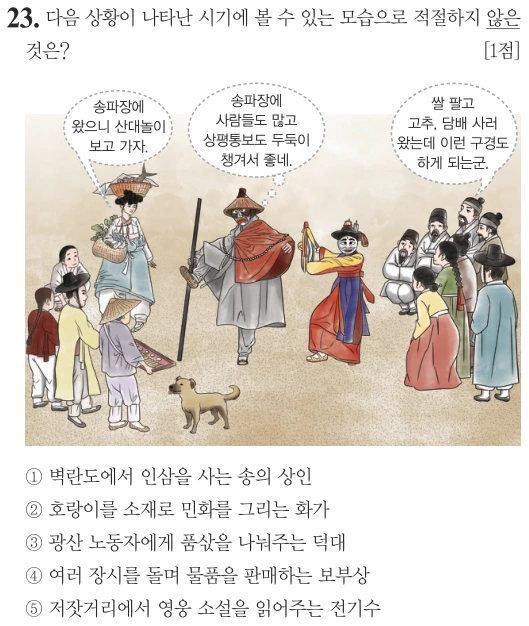 23. 다음 상황이 나타난 시기에 볼 수 있는 모습으로 적절하지 않은
것은?
[1점]
송파장에
왔으니 산대놀이
보고 가자.
송파장에
사람들도 많고
상평통보도 두둑이
챙겨서 좋네.
쌀 팔고
고추, 담배 사러
왔는데 이런 구경도
하게 되는군.
① 벽란도에서 인삼을 사는 송의 상인
② 호랑이를 소재로 민화를 그리는 화가
③ 광산 노동자에게 품삯을 나눠주는 덕대
④ 여러 장시를 돌며 물품을 판매하는 보부상
⑤ 저잣거리에서 영웅 소설을 읽어주는 전기수